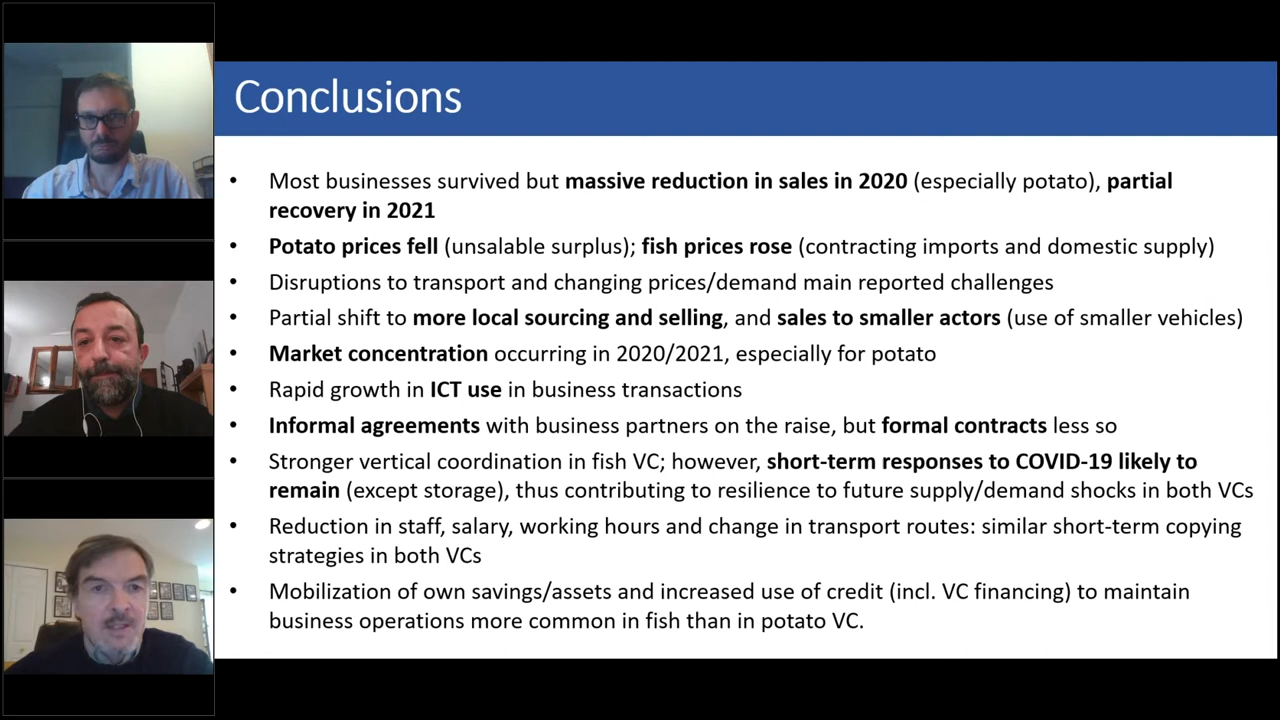 Conclusions
• Most businesses survived but massive reduction in sales in 2020 (especially potato), partial
recovery in 2021
• Potato prices fell (unsalable surplus); fish prices rose (contracting imports and domestic supply)
• Disruptions to transport and changing prices/demand main reported challenges
• Partial shift to more local sourcing and selling, and sales to smaller actors (use of smaller vehicles)
• Market concentration occurring in 2020/2021, especially for potato
• Rapid growth in ICT use in business transactions
• Informal agreements with business partners on the raise, but formal contracts less so
• Stronger vertical coordination in fish VC; however, short-term responses to COVID-19 likely to
remain (except storage), thus contributing to resilience to future supply/demand shocks in both VCs
• Reduction in staff, salary, working hours and change in transport routes: similar short-term copying
strategies in both VCs
• Mobilization of own savings/assets and increased use of credit (incl. VC financing) to maintain
business operations more common in fish than in potato VC.